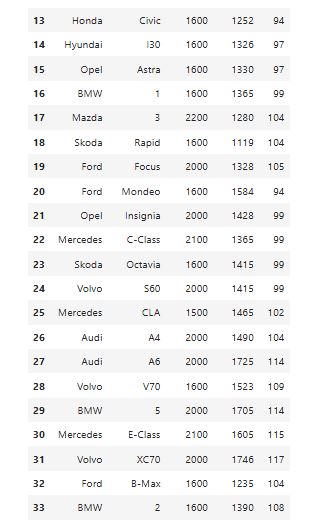 13 Honda Civic 1600 1252 94
14 Hyundai I30 1600 1326 97
15 Opel Astra 1600 1330 97
16 BMW 1 1600 1365 99
17 Mazda 3 2200 1280 104
18 Skoda Rapid 1600 1119 104
19 Ford Focus 2000 1328 105
20 Ford Mondeo 1600 1584 94
21 Opel Insignia 2000 1428 99
22 Mercedes C-Class 2100 1365 99
23 Skoda Octavia 1600 1415 99
24 Volvo S60 2000 1415 99
25 Mercedes CLA 1500 1465 102
26 Audi A4 2000 1490 104
27 Audi A6 2000 1725 114
28 Volvo V70 1600 1523 109
29 BMW 5 2000 1705 114
30 Mercedes E-Class 2100 1605 115
31 Volvo XC70 2000 1746 117
32 Ford B-Max 1600 1235 104
33 BMW 2 1600 1390 108